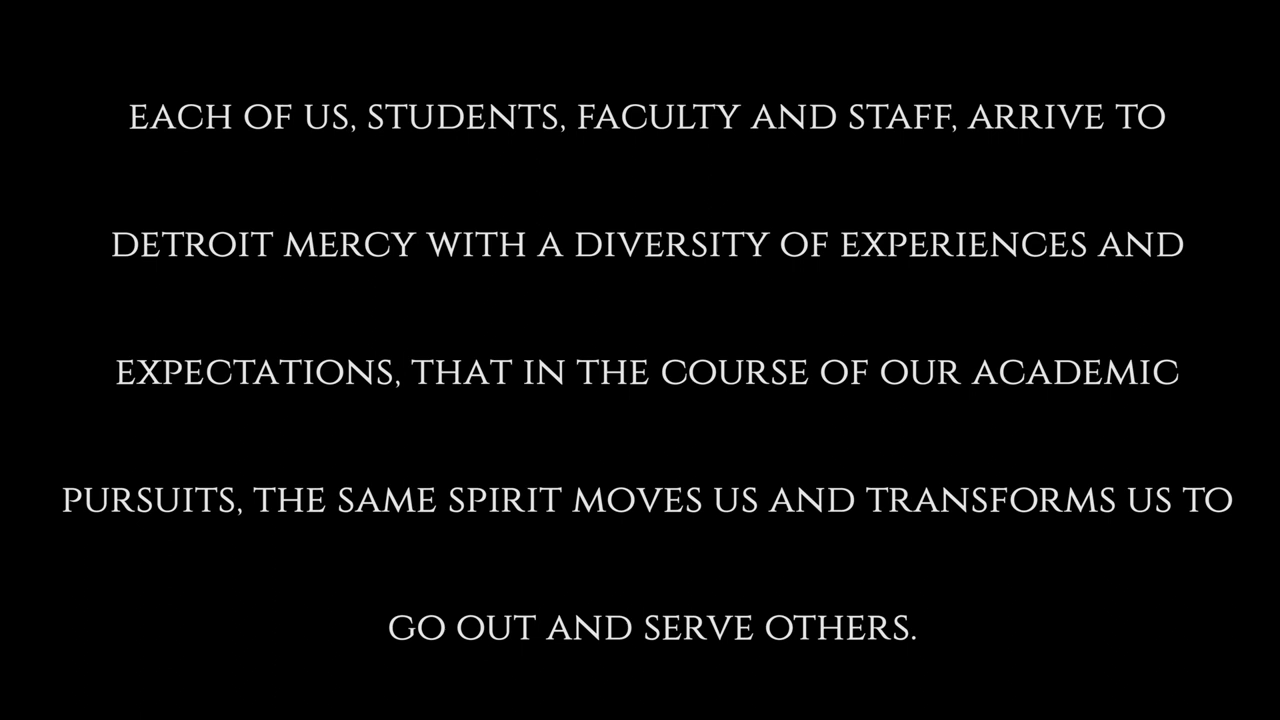 EACH OF US, STUDENTS, FACULTY AND STAFF, ARRIVE TO
DETROIT MERCY WITH A DIVERSITY OF EXPERIENCES AND
EXPECTATIONS, THAT IN THE COURSE OF OUR ACADEMIC
PURSUITS, THE SAME SPIRIT MOVES US AND TRANSFORMS US TO
GO OUT AND SERVE OTHERS.